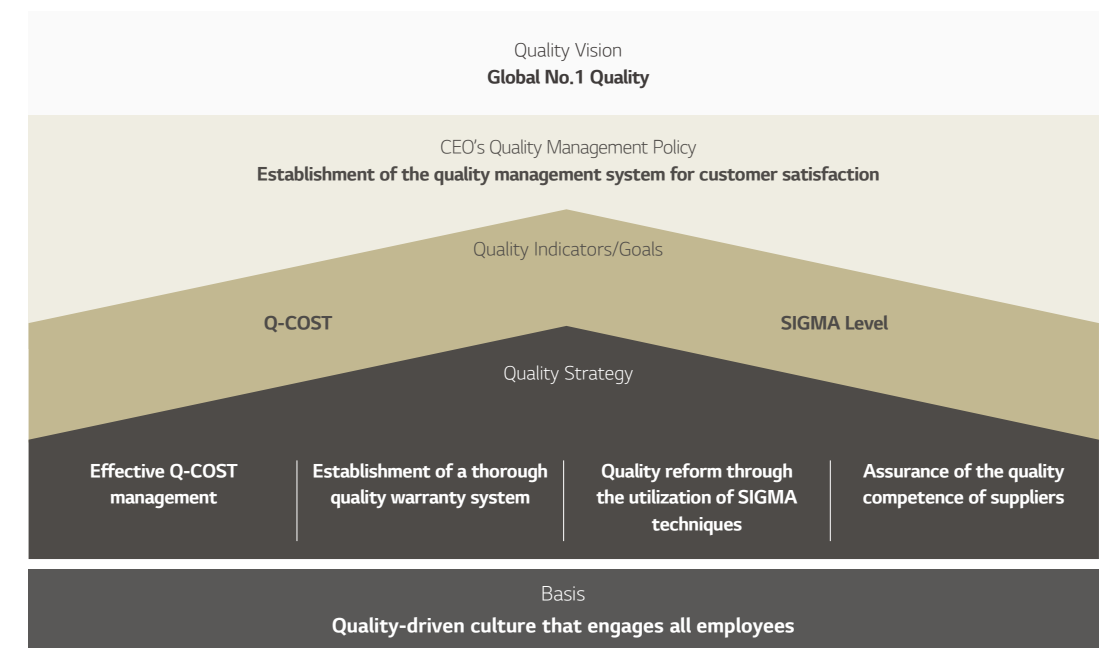 Quality Vision
Global No.1 Quality
CEO's Quality Management Policy
Establishment of the quality management system for customer satisfaction
Quality Indicators/Goals
Q-COST
SIGMA Level
Quality Strategy
Effective Q-COST
management
Establishment of a thorough
quality warranty system
Quality reform through
the utilization of SIGMA
techniques
Assurance of the quality
competence of suppliers
Basis
Quality-driven culture that engages all employees